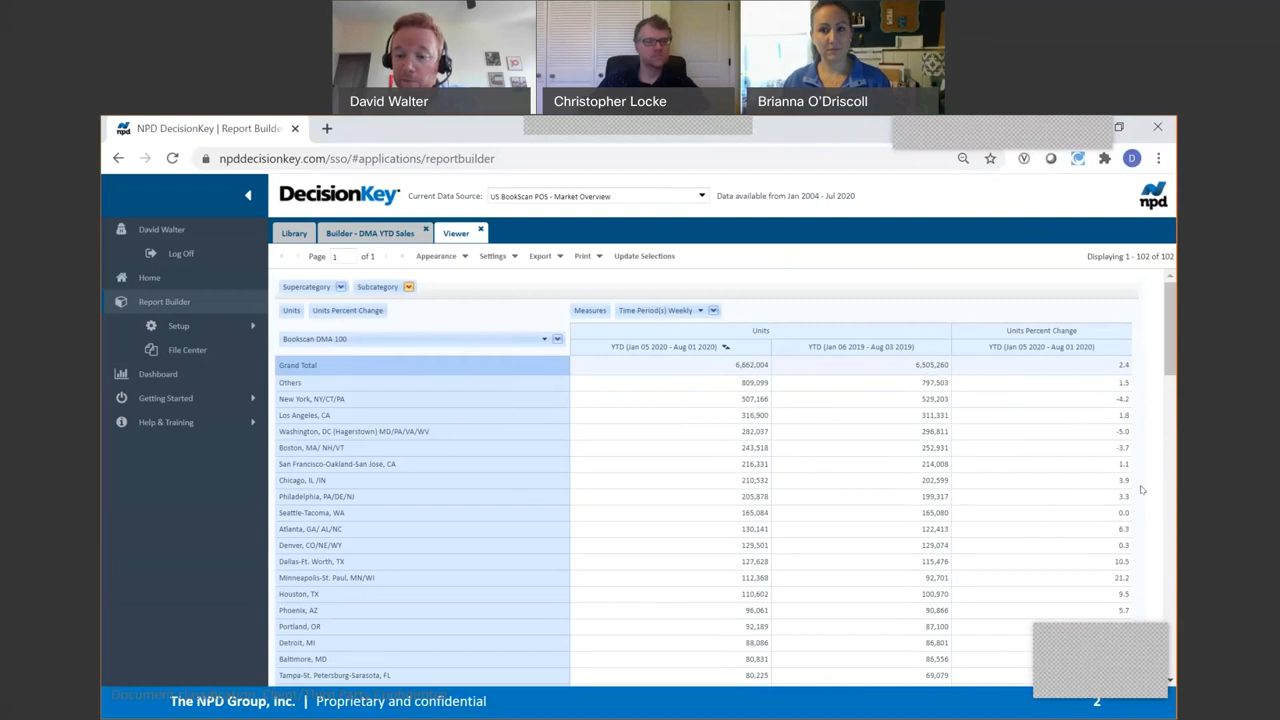 David Walter
Christopher Locke
Brianna O'Driscoll
npd NPD DecisionKey | Report Builde
npddecisionkey.com/sso/#applications/reportbuilder
D
DecisionKey Current Data Source: US BookScan POS - Market Overview Data available from Jan 2004 - Jul 2020
npd
David Walter
Log Off
Home
Report Builder
Setup
File Center
Dashboard
Getting Started
Help & Training
Library Builder - DMA YTD Sales Viewer
Page 1 of 1 Appearance Settings Export Print Update Selections Displaying 1 - 102 of 102
Supercategory Subcategory
Units Units Percent Change Measures Time Period(s) Weekly
Units Units Percent Change
Bookscan DMA 100
YTD (Jan 05 2020 - Aug 01 2020) YTD (Jan 06 2019 - Aug 03 2019) YTD (Jan 05 2020 - Aug 01 2020)
Grand Total 6,662,004 6,505,260 2.4
Others 809,099 797,503 1.5
New York, NY/CT/PA 507,166 529,203 -4.2
Los Angeles, CA 316,900 311,331 1.8
Washington, DC (Hagerstown) MD/PA/VA/WV 282,037 296,811 -5.0
Boston, MA/ NH/VT 243,518 252,931 -3.7
San Francisco-Oakland-San Jose, CA 216,331 214,008 1.1
Chicago, IL /IN 210,532 202,599 3.9
Philadelphia, PA/DE/NJ 205,878 199,317 3.3
Seattle-Tacoma, WA 165,084 165,080 0.0
Atlanta, GA/ AL/NC 130,141 122,413 6.3
Denver, CO/NE/WY 129,501 129,074 0.3
Dallas-Ft. Worth, TX 127,628 115,476 10.5
Minneapolis-St. Paul, MN/WI 112,368 92,701 21.2
Houston, TX 110,602 100,970 9.5
Phoenix, AZ 96,061 90,866 5.7
Portland, OR 92,189 87,100
Detroit, MI 88,086 86,801
Baltimore, MD 80,831 86,556
Tampa-St. Petersburg-Sarasota, FL 80,225 69,079
The NPD Group, Inc. | Proprietary and confidential 2